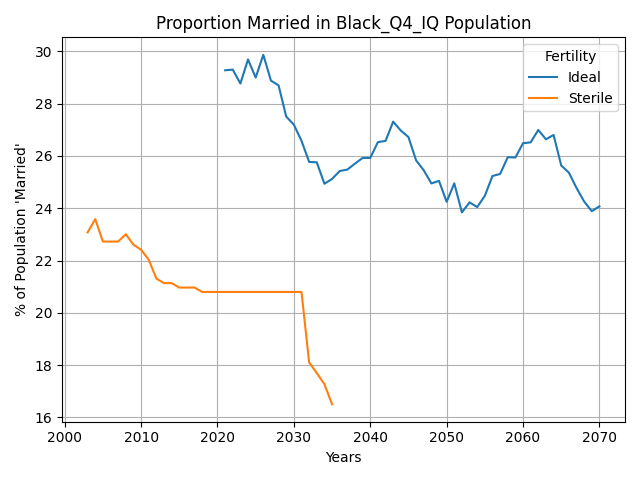 Proportion Married in Black_Q4_IQ Population
% of Population 'Married'
30
28
26
24
22
20
18
16
Fertility
Ideal
Sterile
2000 2010 2020 2030 2040 2050 2060 2070
Years